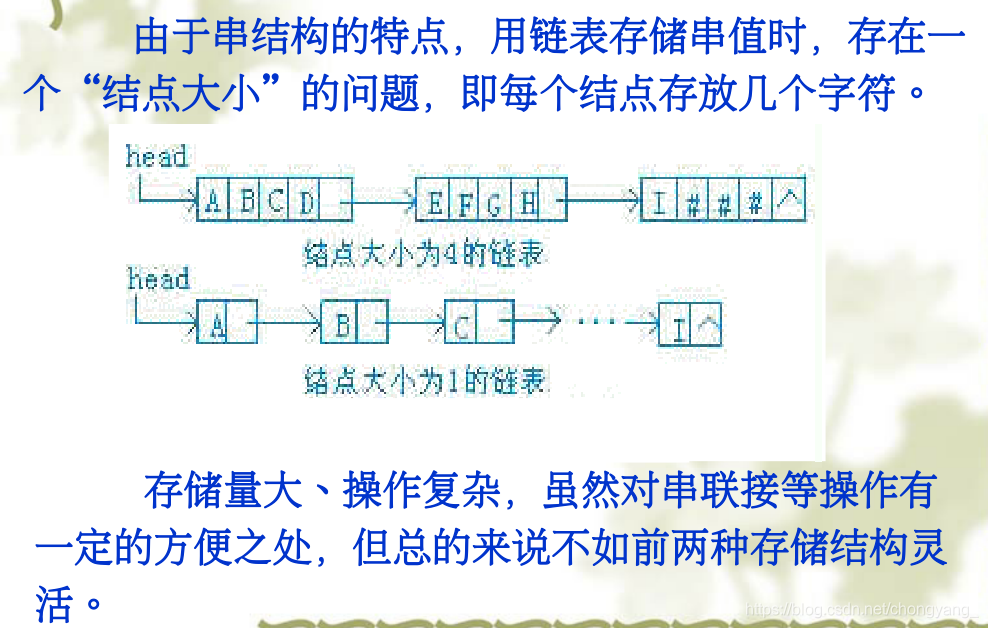 由于串结构的特点，用链表存储串值时，存在一
个“结点大小”的问题，即每个结点存放几个字符。
head
A B C D E F G H I # # # ^
结点大小为4的链表
head
A B C ··· I ^
结点大小为1的链表
存储量大、操作复杂，虽然对串联接等操作有
一定的方便之处，但总的来说不如前两种存储结构灵
活。
https://blog.csdn.net/chongyang_